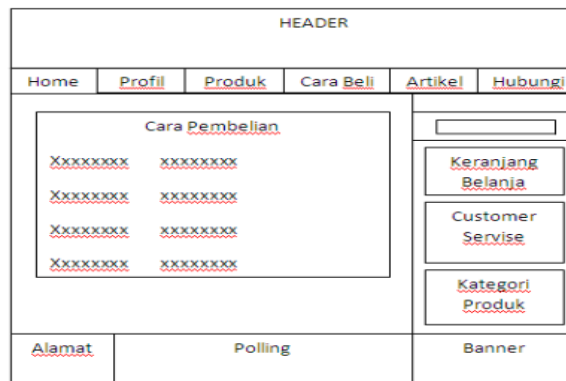 HEADER
Home Profil Produk Cara Beli Artikel Hubungi
Cara Pembelian
Xxxxxxxx xxxxxxxx
Xxxxxxxx xxxxxxxx
Xxxxxxxx xxxxxxxx
Xxxxxxxx xxxxxxxx
Keranjang
Belanja
Customer
Servise
Kategori
Produk
Alamat Polling Banner